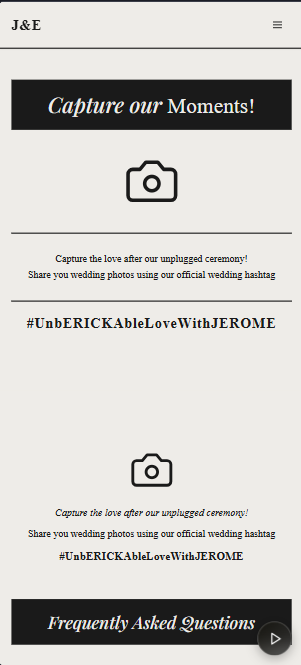 J&E
Capture our Moments!
Capture the love after our unplugged ceremony!
Share you wedding photos using our official wedding hashtag
#UnbERICKAbleLoveWithJEROME
Capture the love after our unplugged ceremony!
Share you wedding photos using our official wedding hashtag
#UnbERICKAbleLoveWithJEROME
Frequently Asked Questions